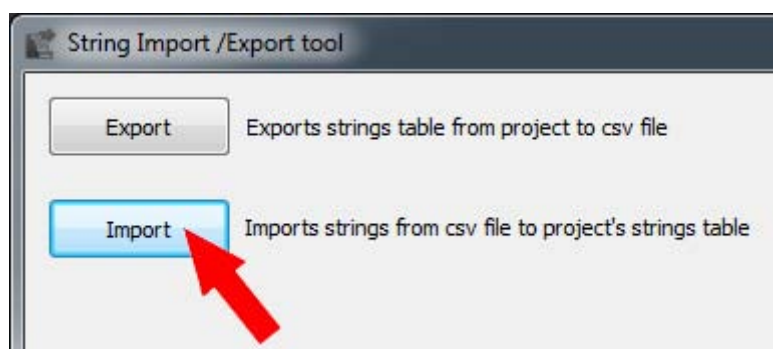 String Import /Export tool
Export Exports strings table from project to csv file
Import Imports strings from csv file to project's strings table